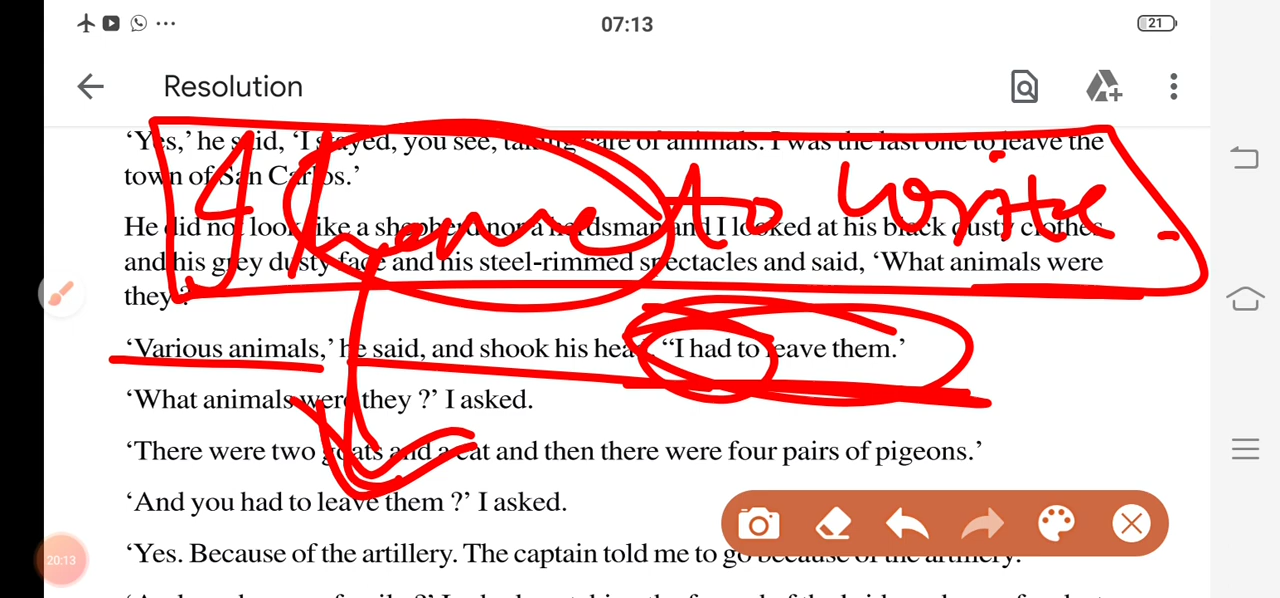 07:13
21
Resolution
‘Yes,’ he said, ‘I stayed, you see, taking care of animals. I was the last one to leave the
town of San Carlos.’
I have to write
He did not look like a shepherd nor a herdsman and I looked at his black dusty clothes
and his grey dusty face and his steel-rimmed spectacles and said, ‘What animals were
they ?’
‘Various animals,’ he said, and shook his head, “I had to leave them.’
‘What animals were they ?’ I asked.
‘There were two goats and a cat and then there were four pairs of pigeons.’
‘And you had to leave them ?’ I asked.
‘Yes. Because of the artillery. The captain told me to go because of the artillery.’
20:13